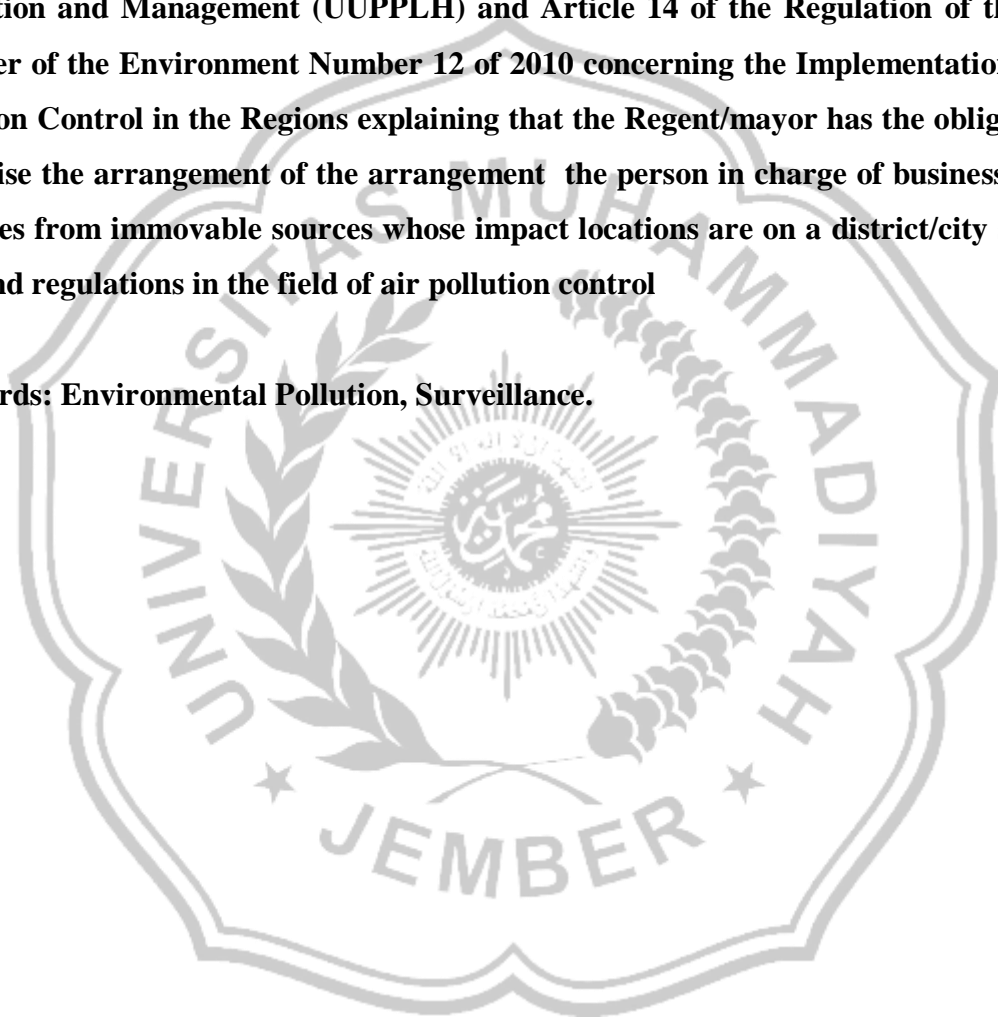 tion and Management (UUPPLH) and Article 14 of the Regulation of th
er of the Environment Number 12 of 2010 concerning the Implementation
on Control in the Regions explaining that the Regent/mayor has the oblig
ise the arrangement of the arrangement the person in charge of business
es from immovable sources whose impact locations are on a district/city
nd regulations in the field of air pollution control
rds: Environmental Pollution, Surveillance.
UNIVERSITAS MUHAMMADIYAH
JEMBER